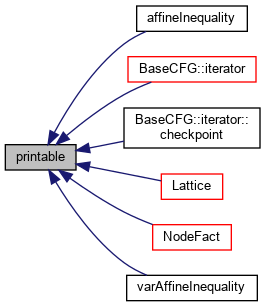 affineInequality
BaseCFG::iterator
BaseCFG::iterator::
checkpoint
printable
Lattice
NodeFact
varAffineInequality